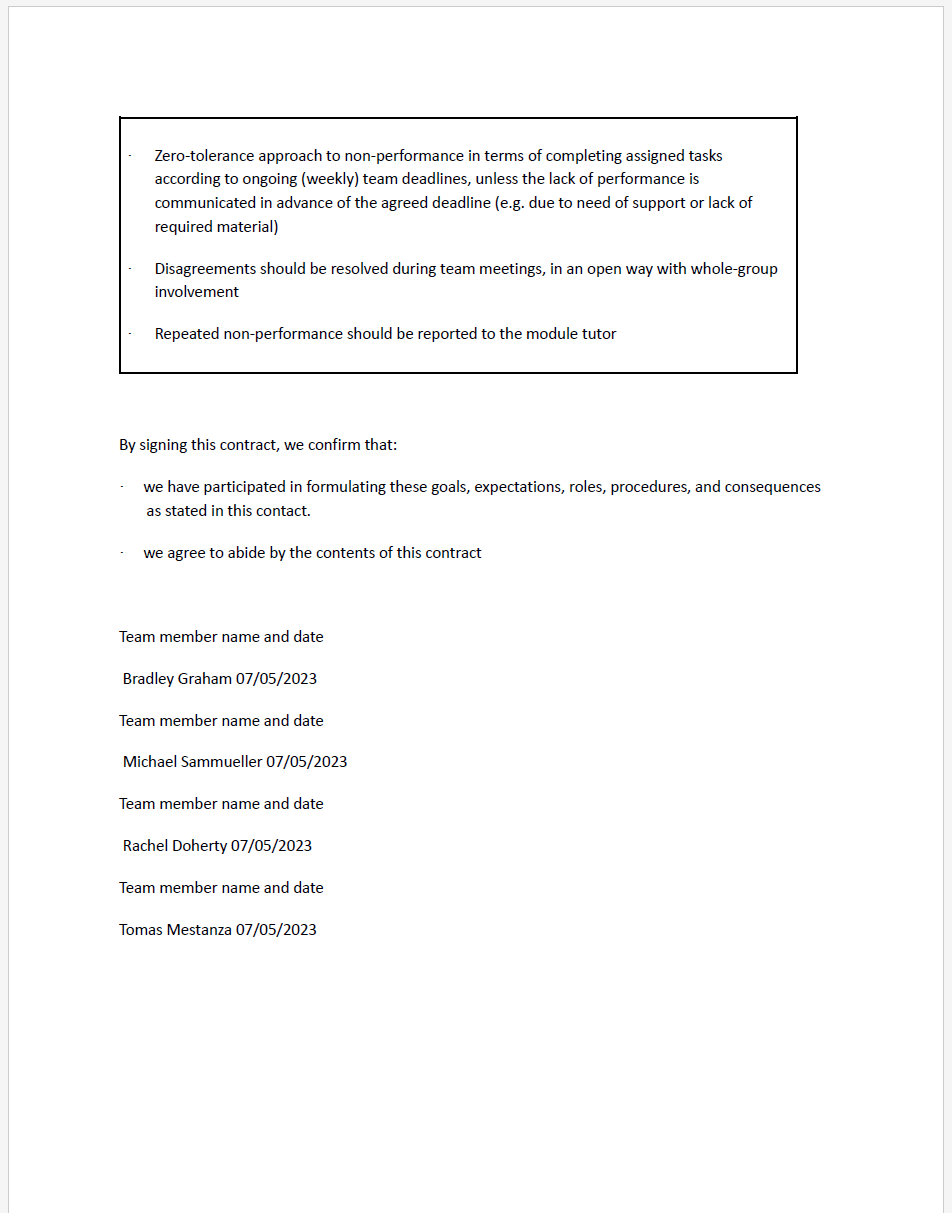 · Zero-tolerance approach to non-performance in terms of completing assigned tasks
according to ongoing (weekly) team deadlines, unless the lack of performance is
communicated in advance of the agreed deadline (e.g. due to need of support or lack of
required material)
· Disagreements should be resolved during team meetings, in an open way with whole-group
involvement
· Repeated non-performance should be reported to the module tutor
By signing this contract, we confirm that:
· we have participated in formulating these goals, expectations, roles, procedures, and consequences
as stated in this contact.
· we agree to abide by the contents of this contract
Team member name and date
Bradley Graham 07/05/2023
Team member name and date
Michael Sammueller 07/05/2023
Team member name and date
Rachel Doherty 07/05/2023
Team member name and date
Tomas Mestanza 07/05/2023